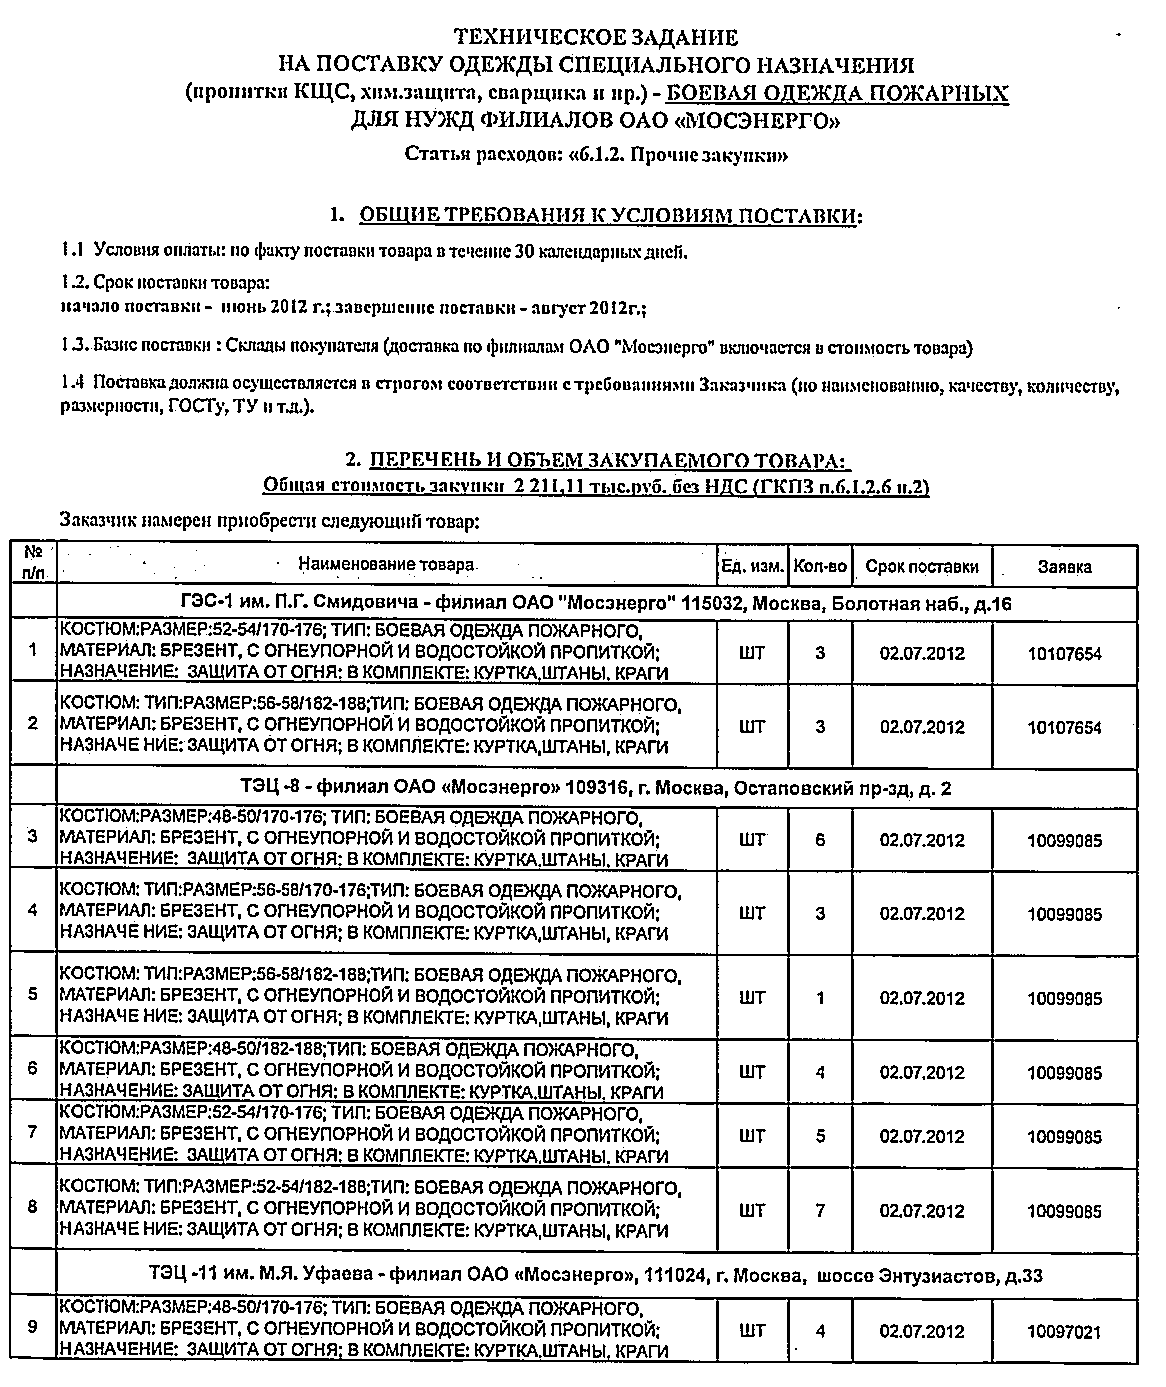 ТЕХНИЧЕСКОЕ ЗАДАНИЕ
НА ПОСТАВКУ ОДЕЖДЫ СПЕЦИАЛЬНОГО НАЗНАЧЕНИЯ
(пропитки КЩС, хим.защита, сварщика и пр.) - БОЕВАЯ ОДЕЖДА ПОЖАРНЫХ
ДЛЯ НУЖД ФИЛИАЛОВ ОАО «МОСЭНЕРГО»
Статья расходов: «6.1.2. Прочие закупки»
1. ОБЩИЕ ТРЕБОВАНИЯ К УСЛОВИЯМ ПОСТАВКИ:
1.1 Условия оплаты: по факту поставки товара в течение 30 календарных дней.
1.2. Срок поставки товара:
начало поставки - июнь 2012 г.; завершение поставки - август 2012г.;
1.3. Базис поставки : Склады покупателя (доставка по филиалам ОАО "Мосэнерго" включается в стоимость товара)
1.4 Поставка должна осуществляется в строгом соответствии с требованиями Заказчика (по наименованию, качеству, количеству,
размерности, ГОСТу, ТУ и т.д.).
2. ПЕРЕЧЕНЬ И ОБЪЕМ ЗАКУПАЕМОГО ТОВАРА:
Общая стоимость закупки 2 211,11 тыс.руб. без НДС (ГКПЗ п.6.1.2.6 п.2)
Заказчик намерен приобрести следующий товар:
№ п/п Наименование товара Ед. изм. Кол-во Срок поставки Заявка
ГЭС-1 им. П.Г. Смидовича - филиал ОАО "Мосэнерго" 115032, Москва, Болотная наб., д.16
КОСТЮМ:РАЗМЕР:52-54/170-176; ТИП: БОЕВАЯ ОДЕЖДА ПОЖАРНОГО,
1 МАТЕРИАЛ: БРЕЗЕНТ, С ОГНЕУПОРНОЙ И ВОДОСТОЙКОЙ ПРОПИТКОЙ; ШТ 3 02.07.2012 10107654
НАЗНАЧЕНИЕ: ЗАЩИТА ОТ ОГНЯ; В КОМПЛЕКТЕ: КУРТКА,ШТАНЫ, КРАГИ
КОСТЮМ: ТИП:РАЗМЕР:56-58/182-188;ТИП: БОЕВАЯ ОДЕЖДА ПОЖАРНОГО,
2 МАТЕРИАЛ: БРЕЗЕНТ, С ОГНЕУПОРНОЙ И ВОДОСТОЙКОЙ ПРОПИТКОЙ; ШТ 3 02.07.2012 10107654
НАЗНАЧЕ НИЕ: ЗАЩИТА ОТ ОГНЯ; В КОМПЛЕКТЕ: КУРТКА,ШТАНЫ, КРАГИ
ТЭЦ -8 - филиал ОАО «Мосэнерго» 109316, г. Москва, Остаповский пр-зд, д. 2
КОСТЮМ:РАЗМЕР:48-50/170-176; ТИП: БОЕВАЯ ОДЕЖДА ПОЖАРНОГО,
3 МАТЕРИАЛ: БРЕЗЕНТ, С ОГНЕУПОРНОЙ И ВОДОСТОЙКОЙ ПРОПИТКОЙ; ШТ 6 02.07.2012 10099085
НАЗНАЧЕНИЕ: ЗАЩИТА ОТ ОГНЯ; В КОМПЛЕКТЕ: КУРТКА,ШТАНЫ, КРАГИ
КОСТЮМ: ТИП:РАЗМЕР:56-58/170-176;ТИП: БОЕВАЯ ОДЕЖДА ПОЖАРНОГО,
4 МАТЕРИАЛ: БРЕЗЕНТ, С ОГНЕУПОРНОЙ И ВОДОСТОЙКОЙ ПРОПИТКОЙ; ШТ 3 02.07.2012 10099085
НАЗНАЧЕ НИЕ: ЗАЩИТА ОТ ОГНЯ; В КОМПЛЕКТЕ: КУРТКА,ШТАНЫ, КРАГИ
КОСТЮМ: ТИП:РАЗМЕР:56-58/182-188;ТИП: БОЕВАЯ ОДЕЖДА ПОЖАРНОГО,
5 МАТЕРИАЛ: БРЕЗЕНТ, С ОГНЕУПОРНОЙ И ВОДОСТОЙКОЙ ПРОПИТКОЙ; ШТ 1 02.07.2012 10099085
НАЗНАЧЕ НИЕ: ЗАЩИТА ОТ ОГНЯ; В КОМПЛЕКТЕ: КУРТКА,ШТАНЫ, КРАГИ
КОСТЮМ:РАЗМЕР:48-50/182-188;ТИП: БОЕВАЯ ОДЕЖДА ПОЖАРНОГО,
6 МАТЕРИАЛ: БРЕЗЕНТ, С ОГНЕУПОРНОЙ И ВОДОСТОЙКОЙ ПРОПИТКОЙ; ШТ 4 02.07.2012 10099085
НАЗНАЧЕНИЕ: ЗАЩИТА ОТ ОГНЯ; В КОМПЛЕКТЕ: КУРТКА,ШТАНЫ, КРАГИ
КОСТЮМ:РАЗМЕР:52-54/170-176; ТИП: БОЕВАЯ ОДЕЖДА ПОЖАРНОГО,
7 МАТЕРИАЛ: БРЕЗЕНТ, С ОГНЕУПОРНОЙ И ВОДОСТОЙКОЙ ПРОПИТКОЙ; ШТ 5 02.07.2012 10099085
НАЗНАЧЕНИЕ: ЗАЩИТА ОТ ОГНЯ; В КОМПЛЕКТЕ: КУРТКА,ШТАНЫ, КРАГИ
КОСТЮМ: ТИП:РАЗМЕР:52-54/182-188;ТИП: БОЕВАЯ ОДЕЖДА ПОЖАРНОГО,
8 МАТЕРИАЛ: БРЕЗЕНТ, С ОГНЕУПОРНОЙ И ВОДОСТОЙКОЙ ПРОПИТКОЙ; ШТ 7 02.07.2012 10099085
НАЗНАЧЕ НИЕ: ЗАЩИТА ОТ ОГНЯ; В КОМПЛЕКТЕ: КУРТКА,ШТАНЫ, КРАГИ
ТЭЦ -11 им. М.Я. Уфаева - филиал ОАО «Мосэнерго», 111024, г. Москва, шоссе Энтузиастов, д.33
КОСТЮМ:РАЗМЕР:48-50/170-176; ТИП: БОЕВАЯ ОДЕЖДА ПОЖАРНОГО,
9 МАТЕРИАЛ: БРЕЗЕНТ, С ОГНЕУПОРНОЙ И ВОДОСТОЙКОЙ ПРОПИТКОЙ; ШТ 4 02.07.2012 10097021
НАЗНАЧЕНИЕ: ЗАЩИТА ОТ ОГНЯ; В КОМПЛЕКТЕ: КУРТКА,ШТАНЫ, КРАГИ